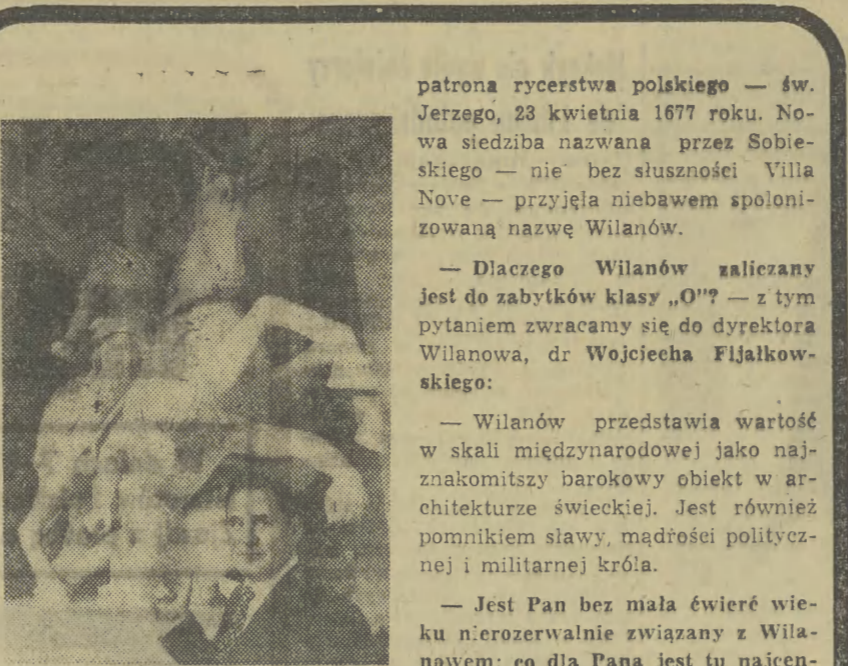 patrona rycerstwa polskiego — św.
Jerzego, 23 kwietnia 1677 roku. No-
wa siedziba nazwana przez Sobie-
skiego — nie bez słuszności Villa
Nove — przyjęła niebawem spoloni-
zowaną nazwę Wilanów.
— Dlaczego Wilanów zaliczany
jest do zabytków klasy „O"? — z tym
pytaniem zwracamy się do dyrektora
Wilanowa, dr Wojciecha Fijałkow-
skiego:
— Wilanów przedstawia wartość
w skali międzynarodowej jako naj-
znakomitszy barokowy obiekt w ar-
chitekturze świeckiej. Jest również
pomnikiem sławy, mądrości politycz-
nej i militarnej króla.
— Jest Pan bez mała ćwierć wie-
ku nierozerwalnie związany z Wila-
nowem: co dla Pana jest tu najcen-